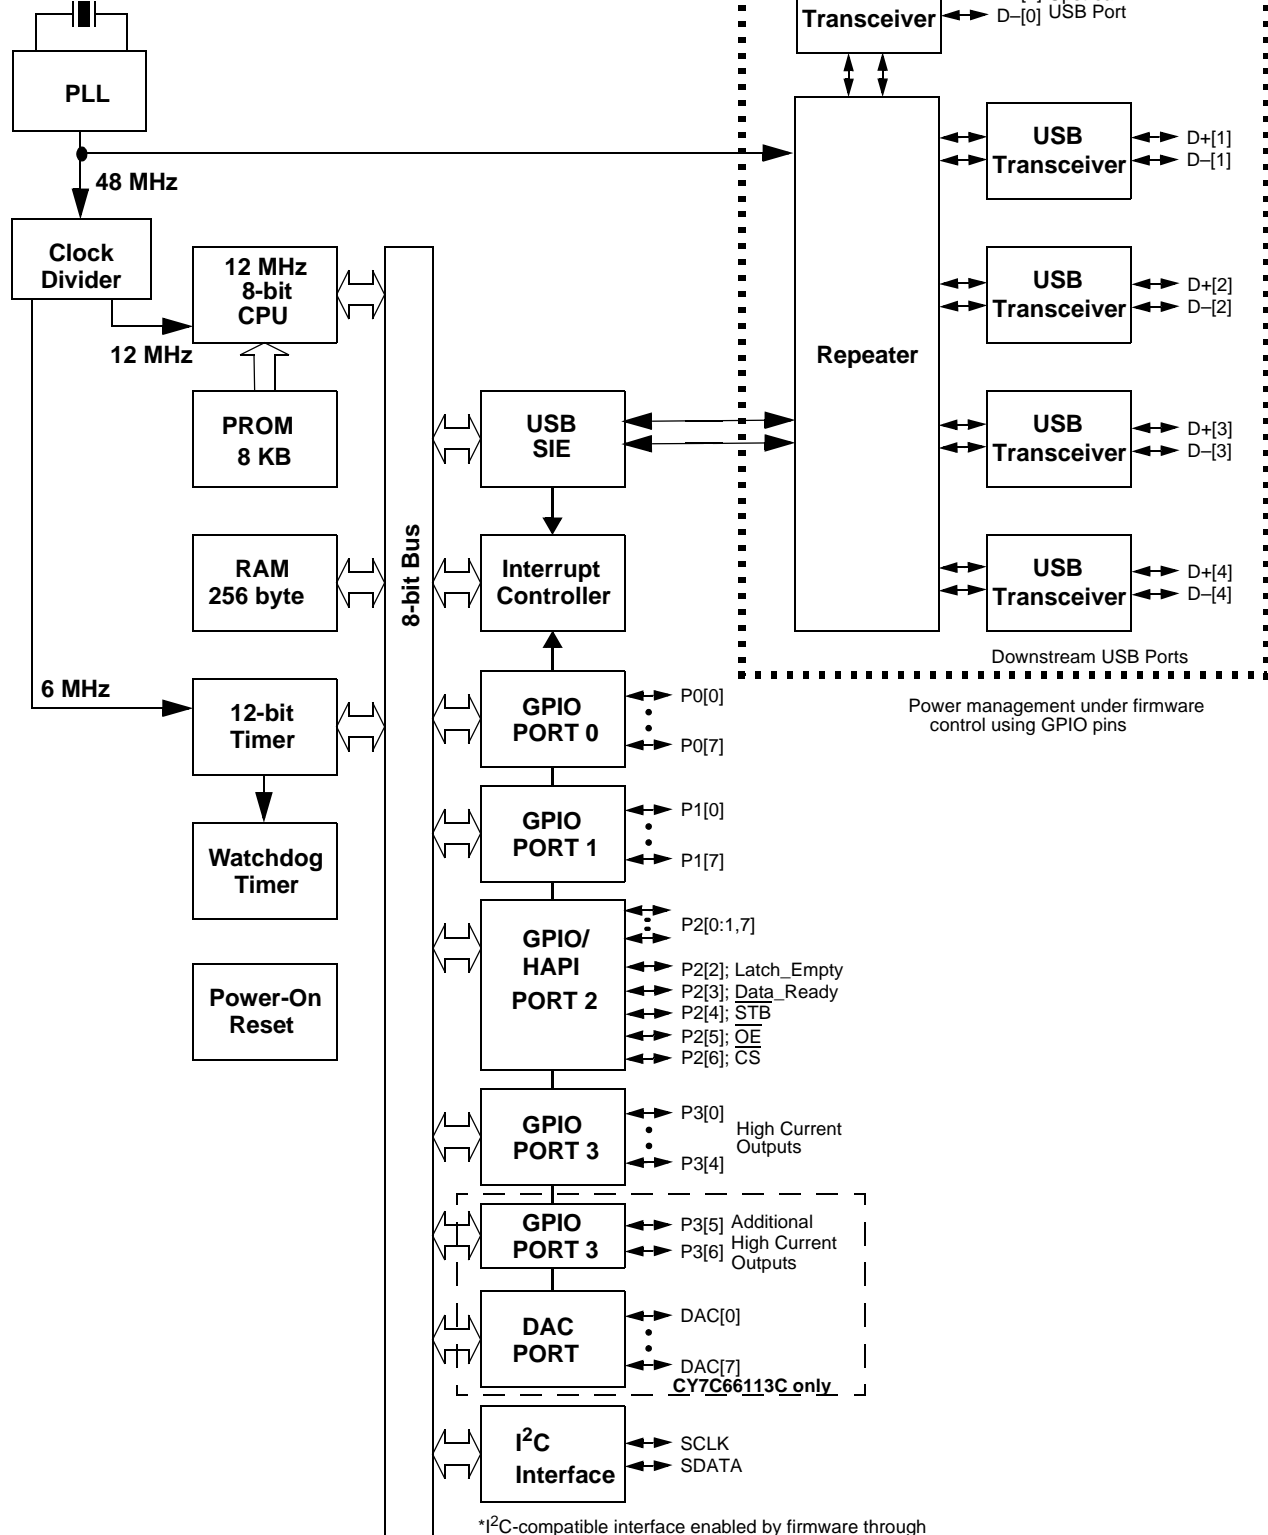 Transceiver
D–[0] USB Port
PLL
48 MHz
Clock
Divider
12 MHz
8-bit
CPU
12 MHz
PROM
8 KB
RAM
256 byte
6 MHz
12-bit
Timer
Watchdog
Timer
Power-On
Reset
8-bit Bus
USB
SIE
Interrupt
Controller
GPIO
PORT 0
P0[0]
P0[7]
GPIO
PORT 1
P1[0]
P1[7]
GPIO/
HAPI
PORT 2
P2[0:1,7]
P2[2]; Latch_Empty
P2[3]; Data_Ready
P2[4]; STB
P2[5]; OE
P2[6]; CS
GPIO
PORT 3
P3[0]
P3[4]
High Current
Outputs
GPIO
PORT 3
P3[5]
P3[6]
Additional
High Current
Outputs
DAC
PORT
DAC[0]
DAC[7]
CY7C66113C only
I²C
Interface
SCLK
SDATA
*I²C-compatible interface enabled by firmware through
Repeater
USB
Transceiver
D+[1]
D–[1]
USB
Transceiver
D+[2]
D–[2]
USB
Transceiver
D+[3]
D–[3]
USB
Transceiver
D+[4]
D–[4]
Downstream USB Ports
Power management under firmware
control using GPIO pins